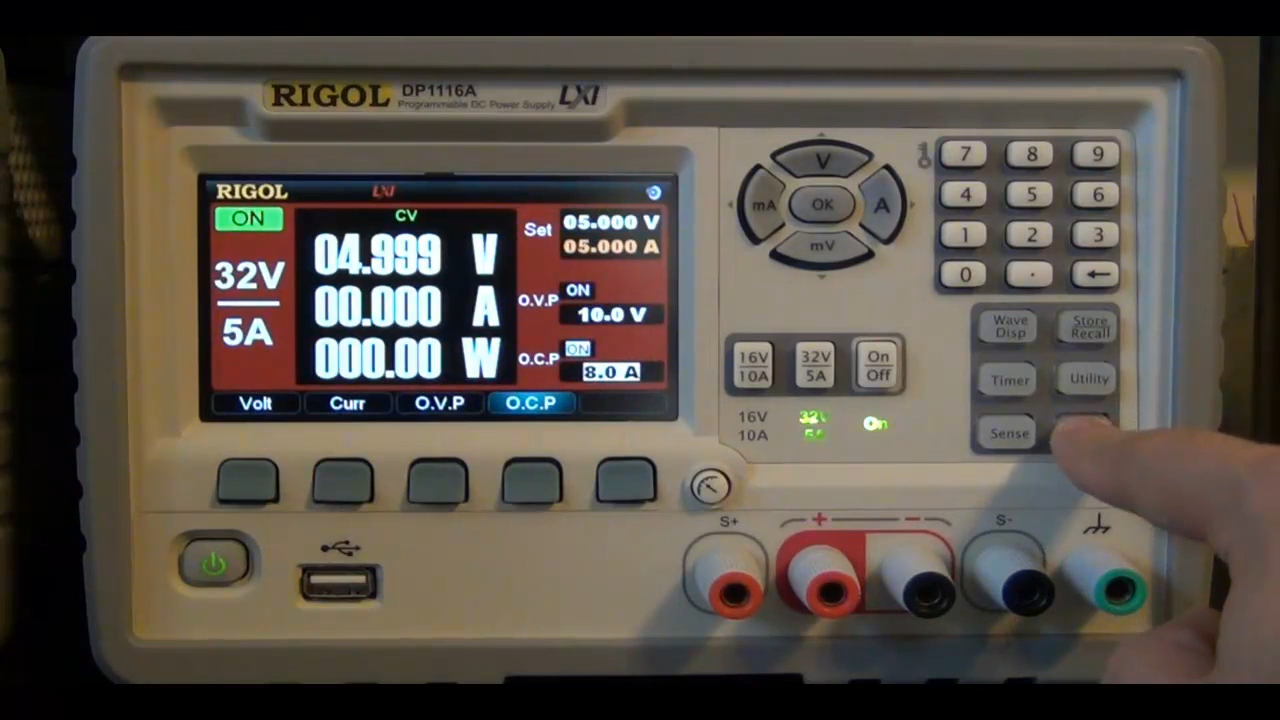 RIGOL DP1116A LXI
Programmable DC Power Supply
RIGOL LXI
ON
CV
32V
5A
04.999 V
00.000 A
000.00 W
Set 05.000 V
05.000 A
O.V.P ON
10.0 V
O.C.P ON
8.0 A
Volt Curr O.V.P O.C.P
V
mA OK A
mV
7 8 9
4 5 6
1 2 3
0 . ←
Wave
Disp
Store
Recall
Timer Utility
Sense
16V
10A
32V
5A
On
Off
16V
10A
32V
5A
On
S+ + − S-